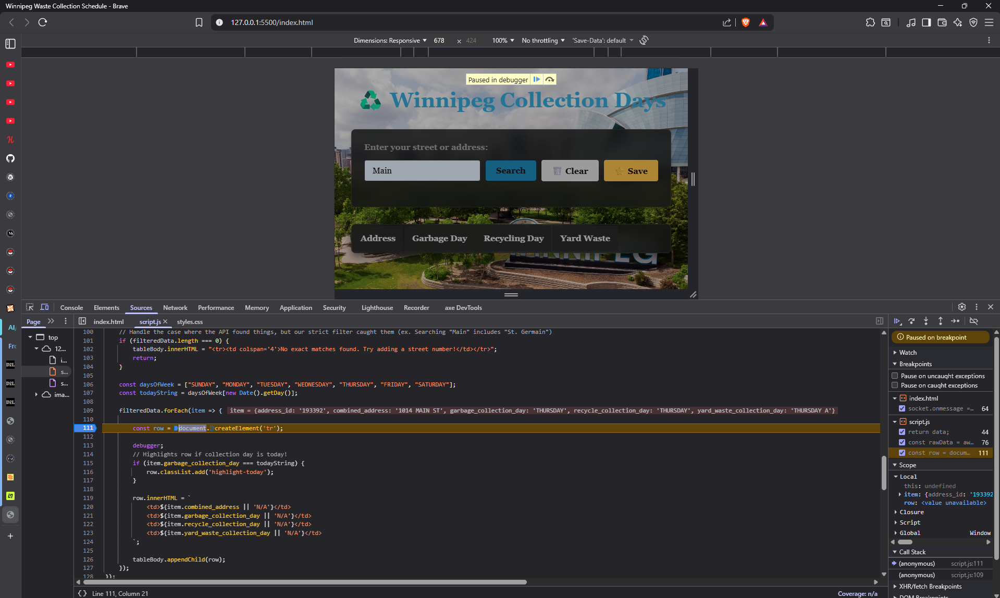 Winnipeg Waste Collection Schedule - Brave
127.0.0.1:5500/index.html
Dimensions: Responsive 678 × 424 100% No throttling 'Save-Data': default
Paused in debugger
Winnipeg Collection Days
Enter your street or address:
Main Search Clear Save
Address Garbage Day Recycling Day Yard Waste
WINNIPEG
Console Elements Sources Network Performance Memory Application Security Lighthouse Recorder axe DevTools
Page index.html script.js styles.css
top
12...
i...
s...
s...
ima...
100 // Handle the case where the API found things, but our strict filter caught them (ex. Searching "Main" includes "St. Germain")
101 if (filteredData.length === 0) {
102 tableBody.innerHTML = "<tr><td colspan='4'>No exact matches found. Try adding a street number!</td></tr>";
103 return;
104 }
105
106 const daysOfWeek = ["SUNDAY", "MONDAY", "TUESDAY", "WEDNESDAY", "THURSDAY", "FRIDAY", "SATURDAY"];
107 const todayString = daysOfWeek[new Date().getDay()];
108
109 filteredData.forEach(item => { item = {address_id: '193392', combined_address: '1014 MAIN ST', garbage_collection_day: 'THURSDAY', recycle_collection_day: 'THURSDAY', yard_waste_collection_day: 'THURSDAY A'}
110
111 const row = document.createElement('tr');
112
113 debugger;
114 // Highlights row if collection day is today!
115 if (item.garbage_collection_day === todayString) {
116 row.classList.add('highlight-today');
117 }
118
119 row.innerHTML = `
120 <td>${item.combined_address || 'N/A'}</td>
121 <td>${item.garbage_collection_day || 'N/A'}</td>
122 <td>${item.recycle_collection_day || 'N/A'}</td>
123 <td>${item.yard_waste_collection_day || 'N/A'}</td>
124 `;
125
126 tableBody.appendChild(row);
127 });
128 });
{} Line 111, Column 21
Coverage: n/a
Paused on breakpoint
Watch
Breakpoints
Pause on uncaught exceptions
Pause on caught exceptions
index.html
socket.onmessage =... 64
script.js
return data; 44
const rawData = aw... 76
const row = docum... 111
Scope
Local
this: undefined
item: {address_id: '193392
row: <value unavailable>
Closure
Script
Global Window
Call Stack
(anonymous) script.js:111
(anonymous) script.js:109
XHR/fetch Breakpoints
DOM Breakpoints
AI/
Fro
D2L
D2L
D2L